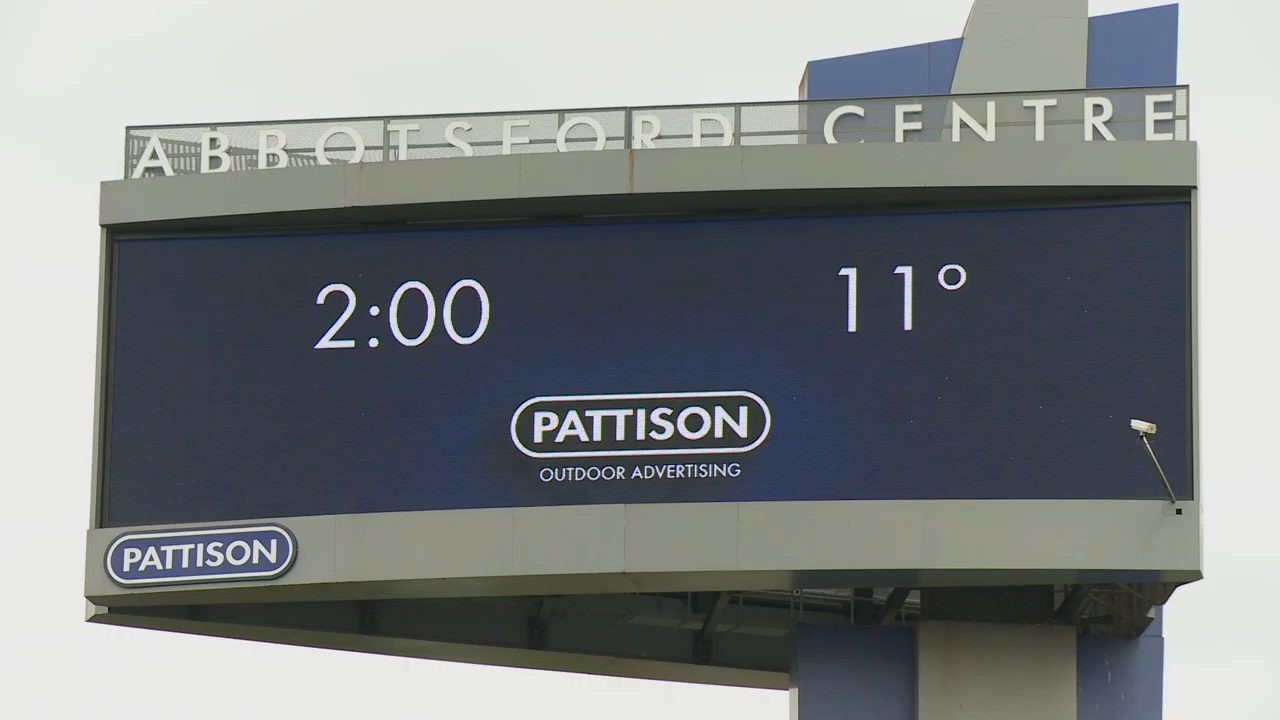 ABBOTSFORD CENTRE
2:00 11°
PATTISON
OUTDOOR ADVERTISING
PATTISON